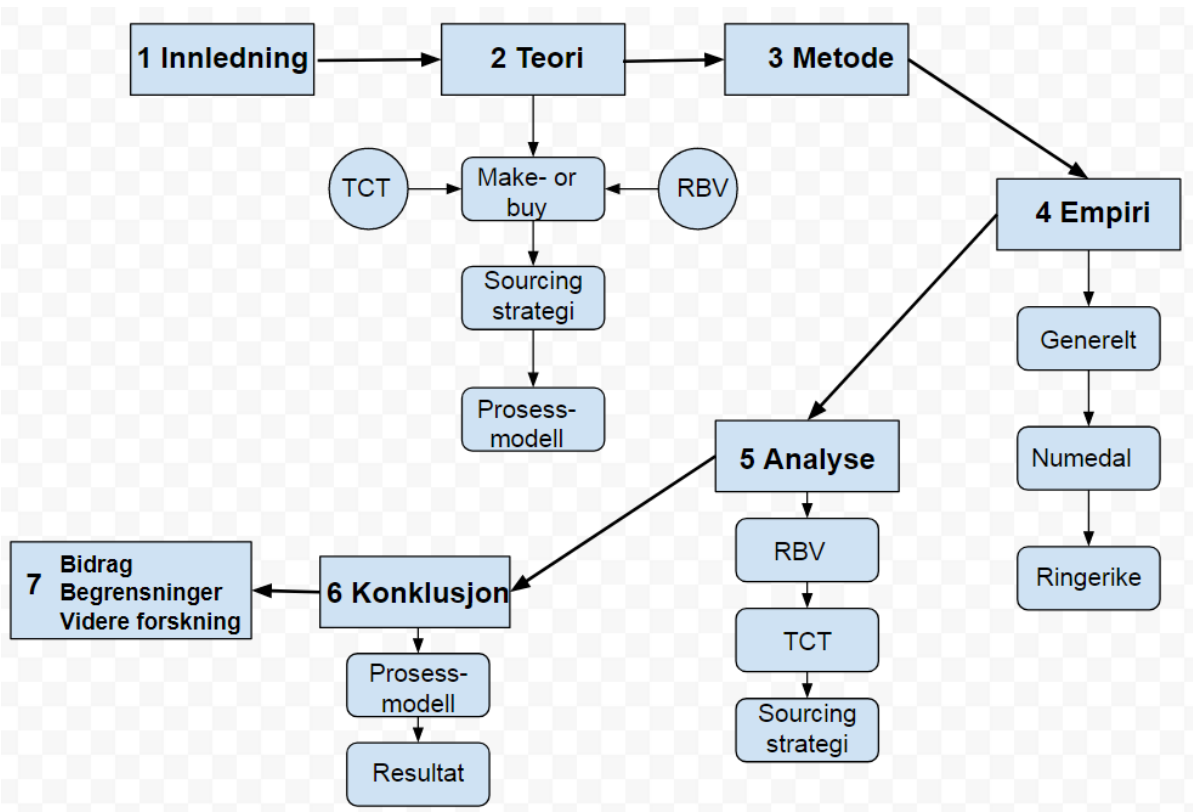 1 Innledning
2 Teori
3 Metode
TCT
Make- or
buy
RBV
4 Empiri
Sourcing
strategi
Generelt
Prosess-
modell
5 Analyse
Numedal
RBV
7
Bidrag
Begrensninger
Videre forskning
6 Konklusjon
Ringerike
TCT
Prosess-
modell
Sourcing
strategi
Resultat